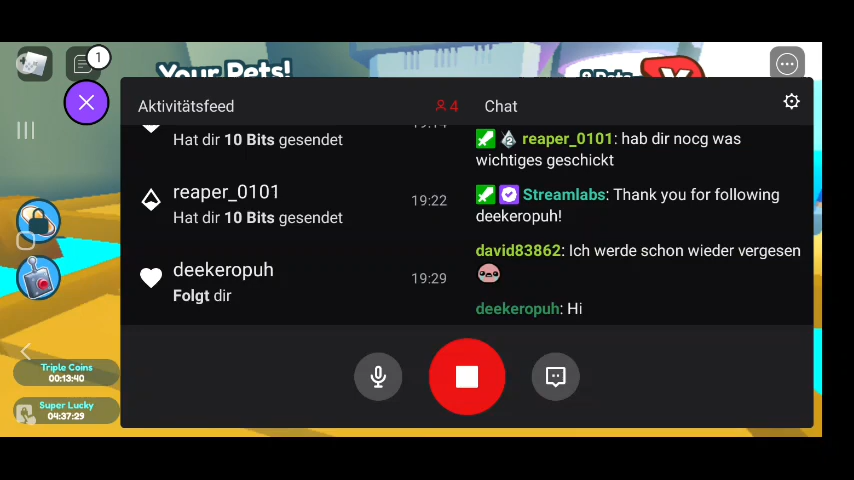 1
Your Pets!
Aktivitätsfeed
4
Hat dir 10 Bits gesendet
reaper_0101
Hat dir 10 Bits gesendet
19:22
deekeropuh
Folgt dir
19:29
Chat
2 reaper_0101: hab dir nocg was
wichtiges geschickt
Streamlabs: Thank you for following
deekeropuh!
david83862: Ich werde schon wieder vergesen
deekeropuh: Hi
Triple Coins
00:13:40
Super Lucky
04:37:29